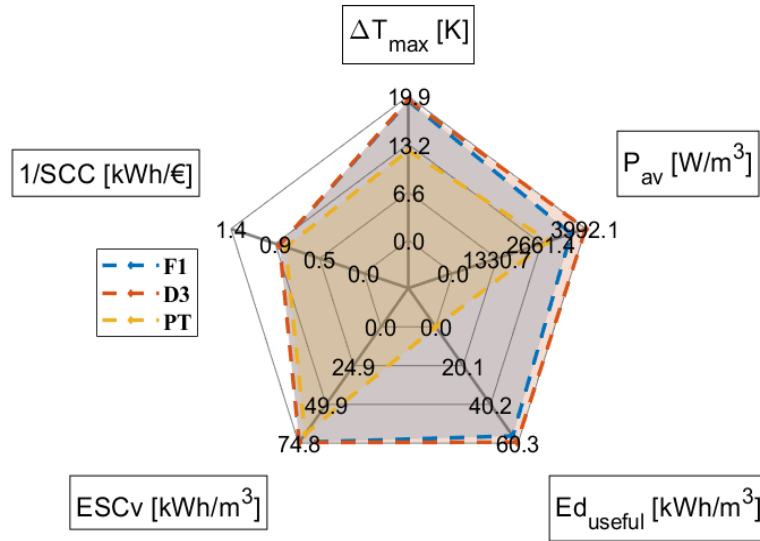 ΔTmax [K]
19.9
13.2
6.6
0.0
Pav [W/m³]
3992.1
2661.4
1330.7
0.0
1/SCC [kWh/€]
1.4
0.9
0.5
0.0
F1
D3
PT
0.0
0.0
24.9
20.1
49.9
40.2
74.8
60.3
ESCv [kWh/m³]
Eduseful [kWh/m³]